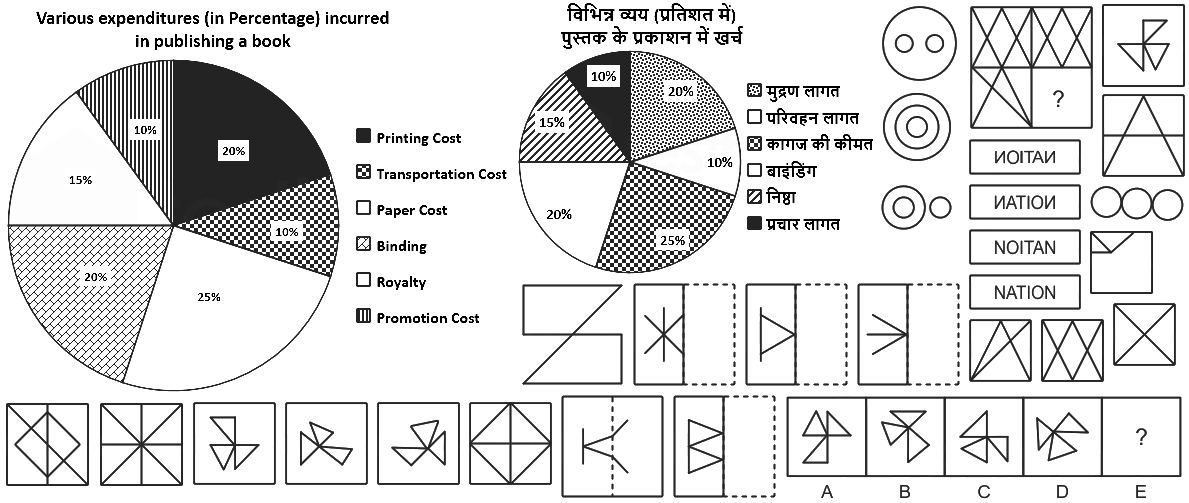 Various expenditures (in Percentage) incurred
in publishing a book
20%
10%
25%
20%
15%
10%
Printing Cost
Transportation Cost
Paper Cost
Binding
Royalty
Promotion Cost
विभिन्न व्यय (प्रतिशत में)
पुस्तक के प्रकाशन में खर्च
20%
10%
25%
20%
15%
10%
मुद्रण लागत
परिवहन लागत
कागज की कीमत
बाइंडिंग
निष्ठा
प्रचार लागत
?
ИOITAN
ИATION
NOITAN
NATION
?
A B C D E